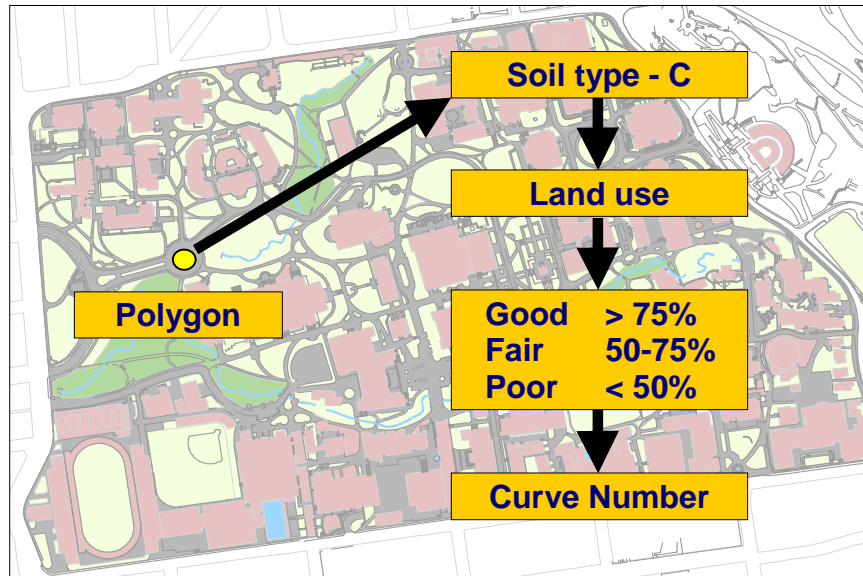 Soil type - C
Land use
Polygon
Good > 75%
Fair 50-75%
Poor < 50%
Curve Number